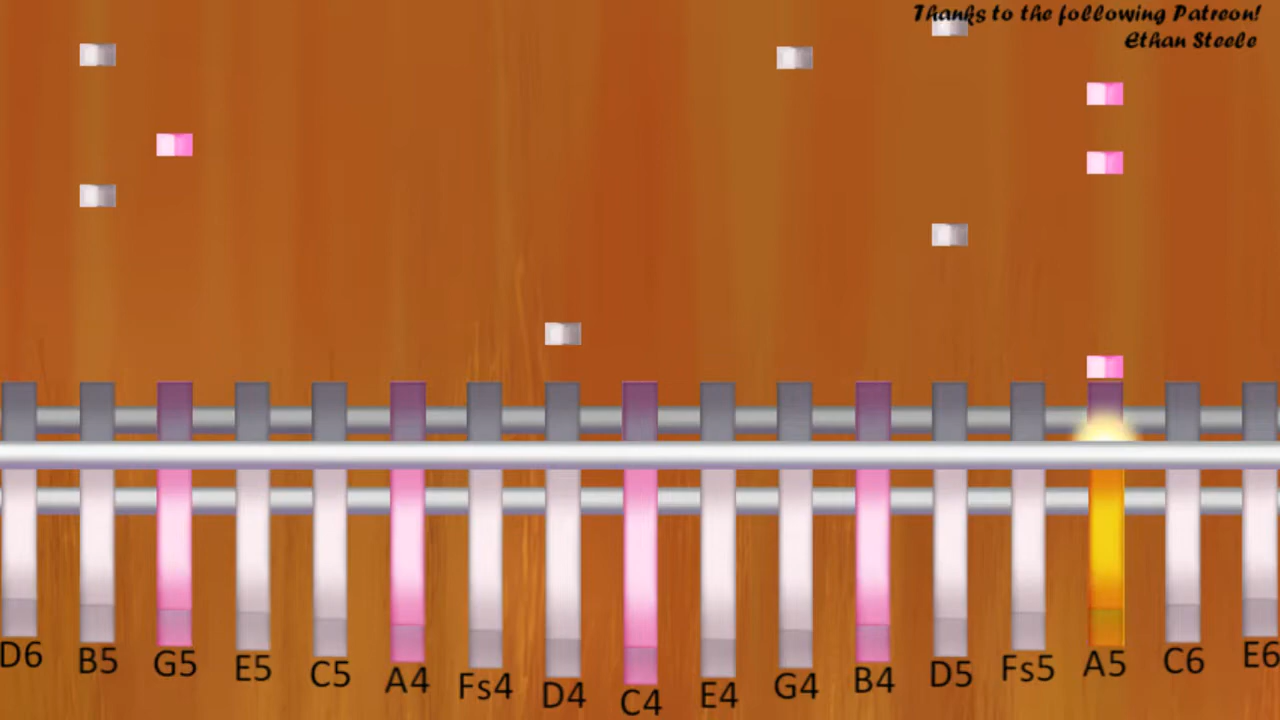 Thanks to the following Patreon!
Ethan Steele
D6 B5 G5 E5 C5 A4 Fs4 D4 C4 E4 G4 B4 D5 Fs5 A5 C6 E6